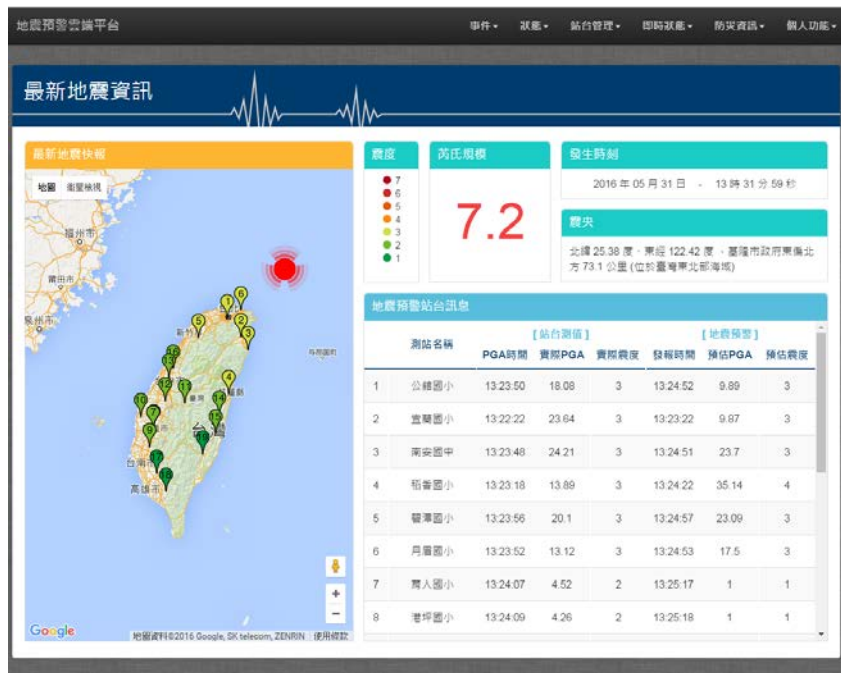 地震預警雲端平台
事件 狀態 站台管理 即時狀態 防災資訊 個人功能
最新地震資訊
最新地震快報
地圖 衛星檢視
福州市
莆田市
泉州市
新竹
台灣
台南
高雄市
与那国町
Google
地圖資料©2016 Google, SK telecom, ZENRIN 使用條款
震度
7
6
5
4
3
2
1
芮氏規模
7.2
發生時刻
2016 年 05 月 31 日 - 13 時 31 分 59 秒
震央
北緯 25.38 度，東經 122.42 度，基隆市政府東偏北
方 73.1 公里 (位於臺灣東北部海域)
地震預警站台訊息
[ 站台測值 ] [ 地震預警 ]
測站名稱 PGA時間 實際PGA 實際震度 發報時間 預估PGA 預估震度
1 公館國小 13:23:50 18.08 3 13:24:52 9.89 3
2 宜蘭國小 13:22:22 23.64 3 13:23:22 9.87 3
3 南安國中 13:23:48 24.21 3 13:24:51 23.7 3
4 稻香國小 13:23:18 13.89 3 13:24:22 35.14 4
5 碧潭國小 13:23:56 20.1 3 13:24:57 23.09 3
6 月眉國小 13:23:52 13.12 3 13:24:53 17.5 3
7 人國小 13:24:07 4.52 2 13:25:17 1 1
8 港坪國小 13:24:09 4.26 2 13:25:18 1 1